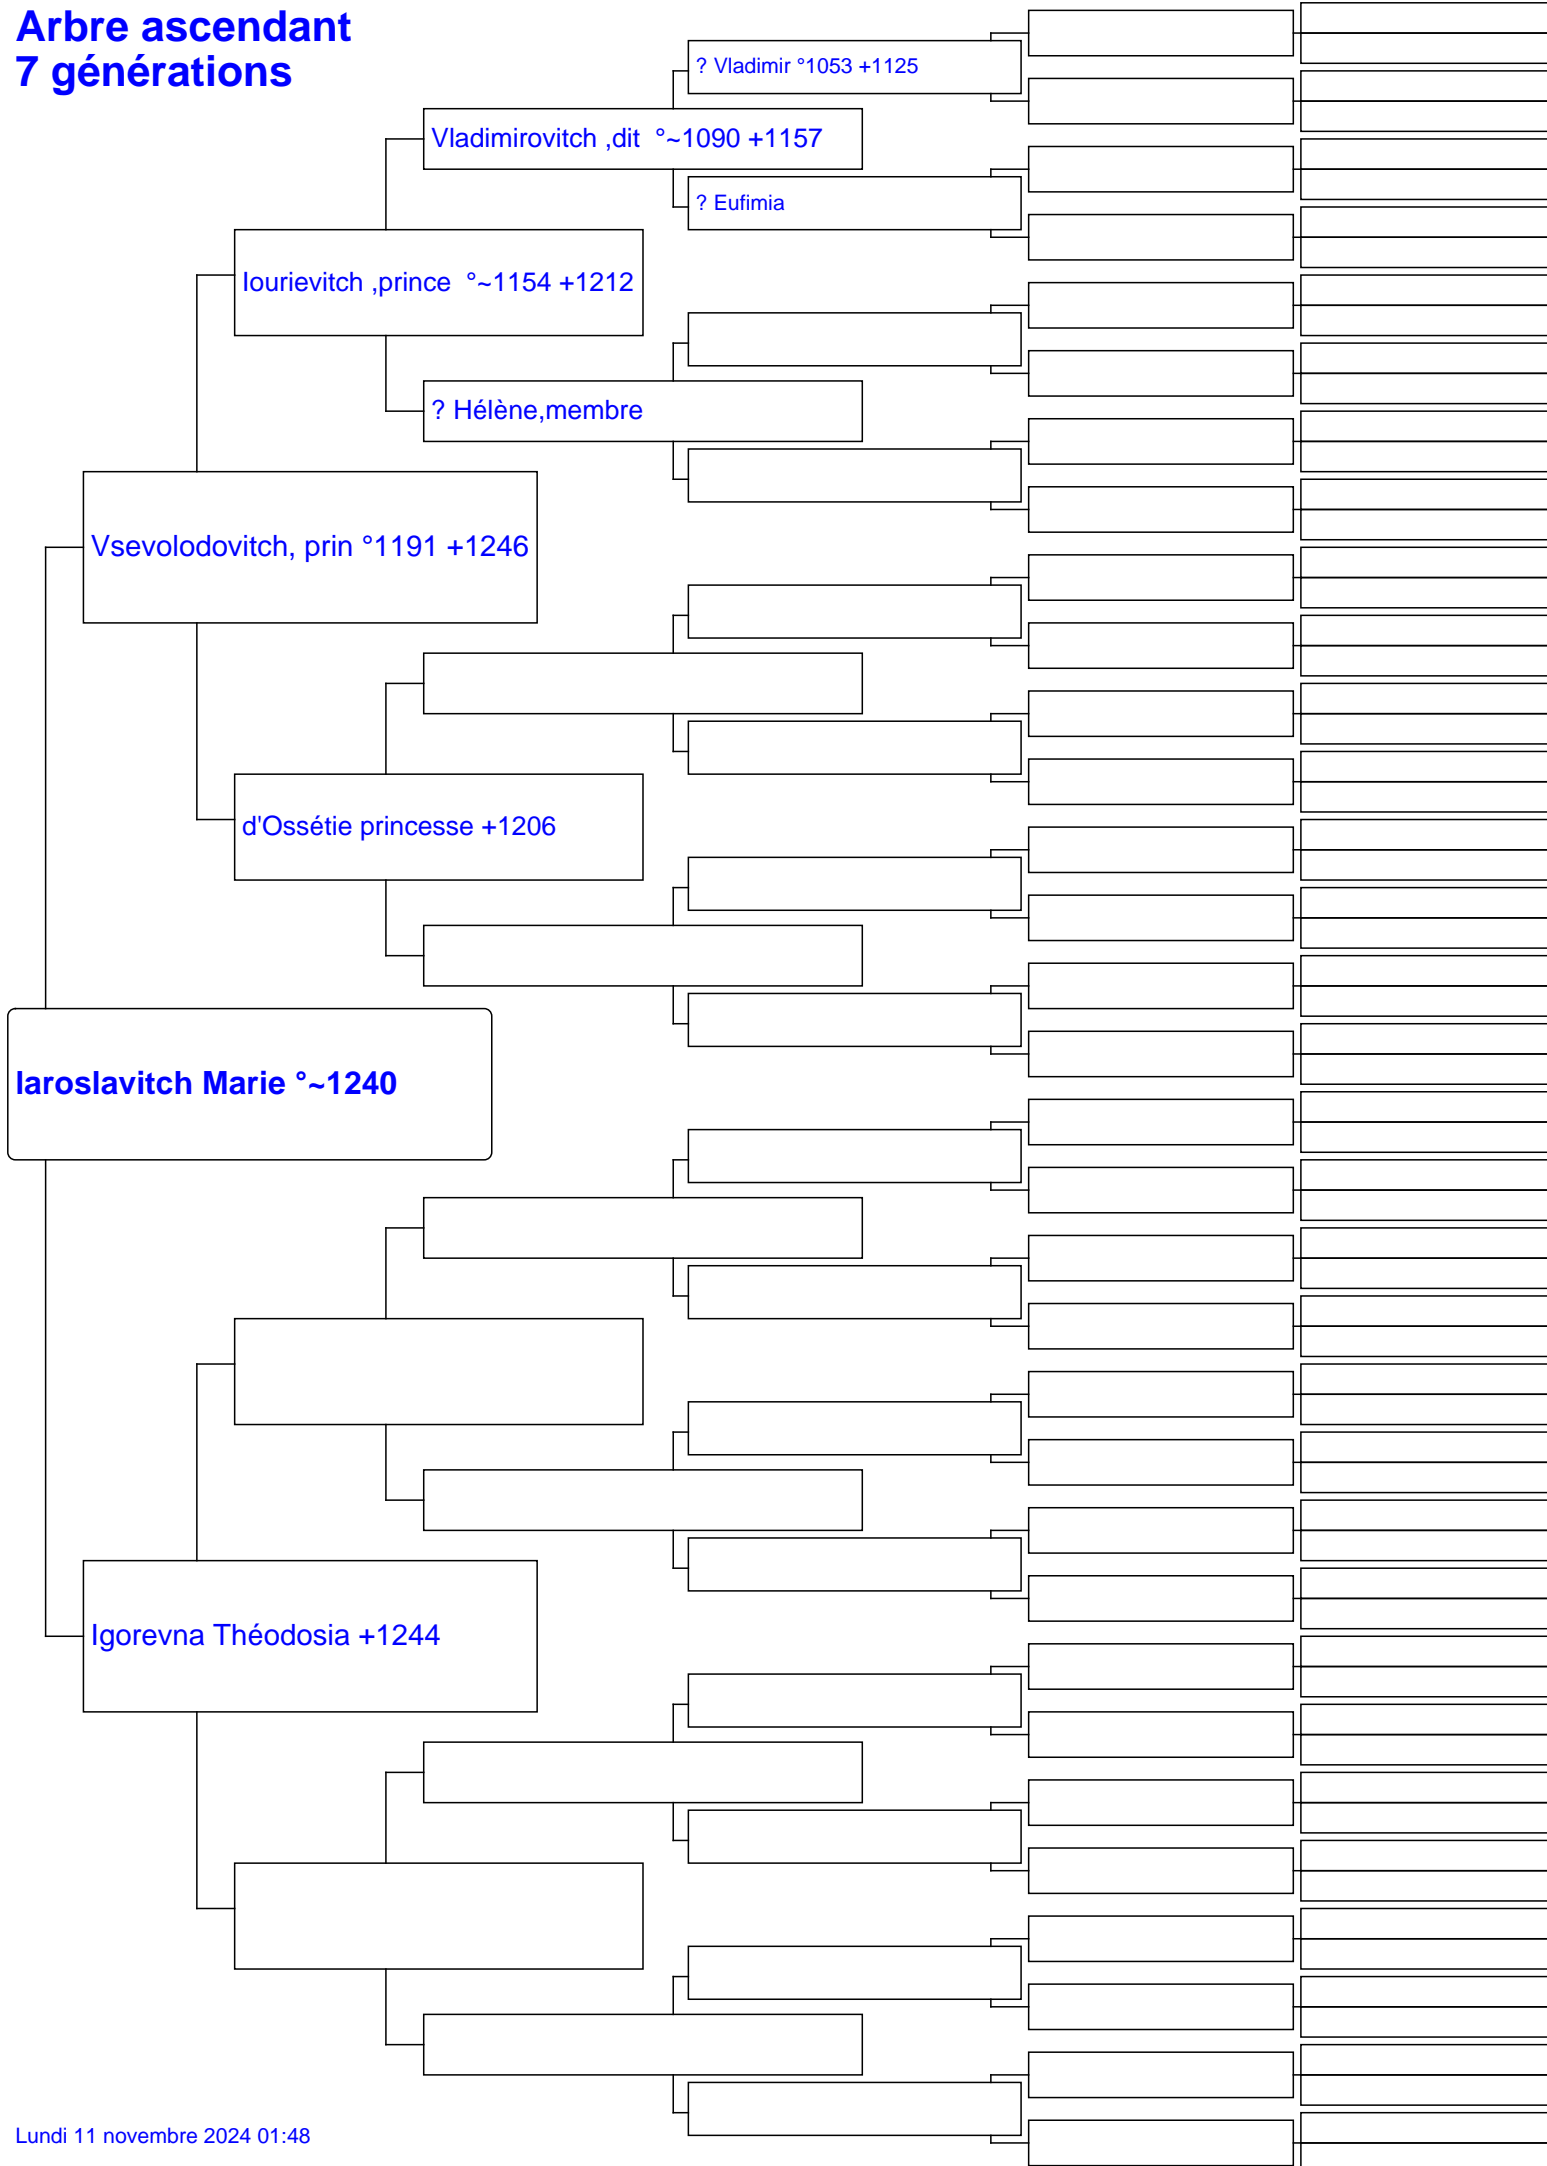 Arbre ascendant
7 générations
? Vladimir °1053 +1125
Vladimirovitch ,dit °~1090 +1157
? Eufimia
Iourievitch ,prince °~1154 +1212
? Hélène,membre
Vsevolodovitch, prin °1191 +1246
d'Ossétie princesse +1206
Iaroslavitch Marie °~1240
Igorevna Théodosia +1244
Lundi 11 novembre 2024 01:48